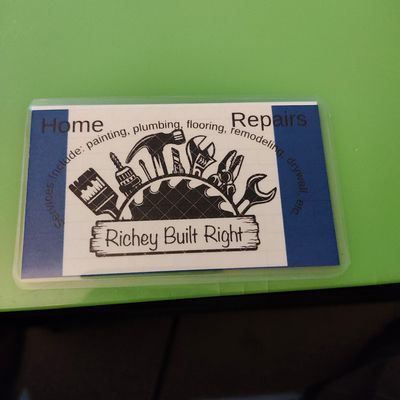 Home Repairs
services include: painting, plumbing, flooring, remodeling, drywall, etc
Richey Built Right